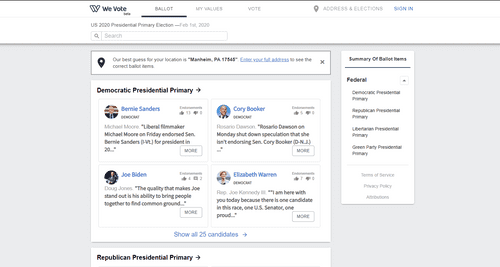 We Vote
beta
BALLOT
MY VALUES
VOTE
ADDRESS & ELECTIONS
SIGN IN
US 2020 Presidential Primary Election — Feb 1st, 2020
Search
Our best guess for your location is "Manheim, PA 17545" Enter your full address to see the
correct ballot items.
Democratic Presidential Primary
Bernie Sanders
DEMOCRAT
Endorsements
Michael Moore: "Liberal filmmaker
Michael Moore on Friday endorsed Sen.
Bernie Sanders (I-Vt.) for president in
20..."
MORE
Cory Booker
DEMOCRAT
Endorsements
Rosario Dawson: "Rosario Dawson on
Monday shut down speculation that she
isn't endorsing Sen. Cory Booker (D-N.J.)
..."
MORE
Joe Biden
DEMOCRAT
Endorsements
Doug Jones: "The quality that makes Joe
stand out is his ability to bring people
together to find common ground..."
MORE
Elizabeth Warren
DEMOCRAT
Endorsements
Rep. Joe Kennedy III: ""I am here with
you today because there is one candidate
in this race, one U.S. Senator, one
proud..."
MORE
Show all 25 candidates
Republican Presidential Primary
Summary Of Ballot Items
Federal
Democratic Presidential
Primary
Republican Presidential
Primary
Libertarian Presidential
Primary
Green Party Presidential
Primary
Terms of Service
Privacy Policy
Attributions